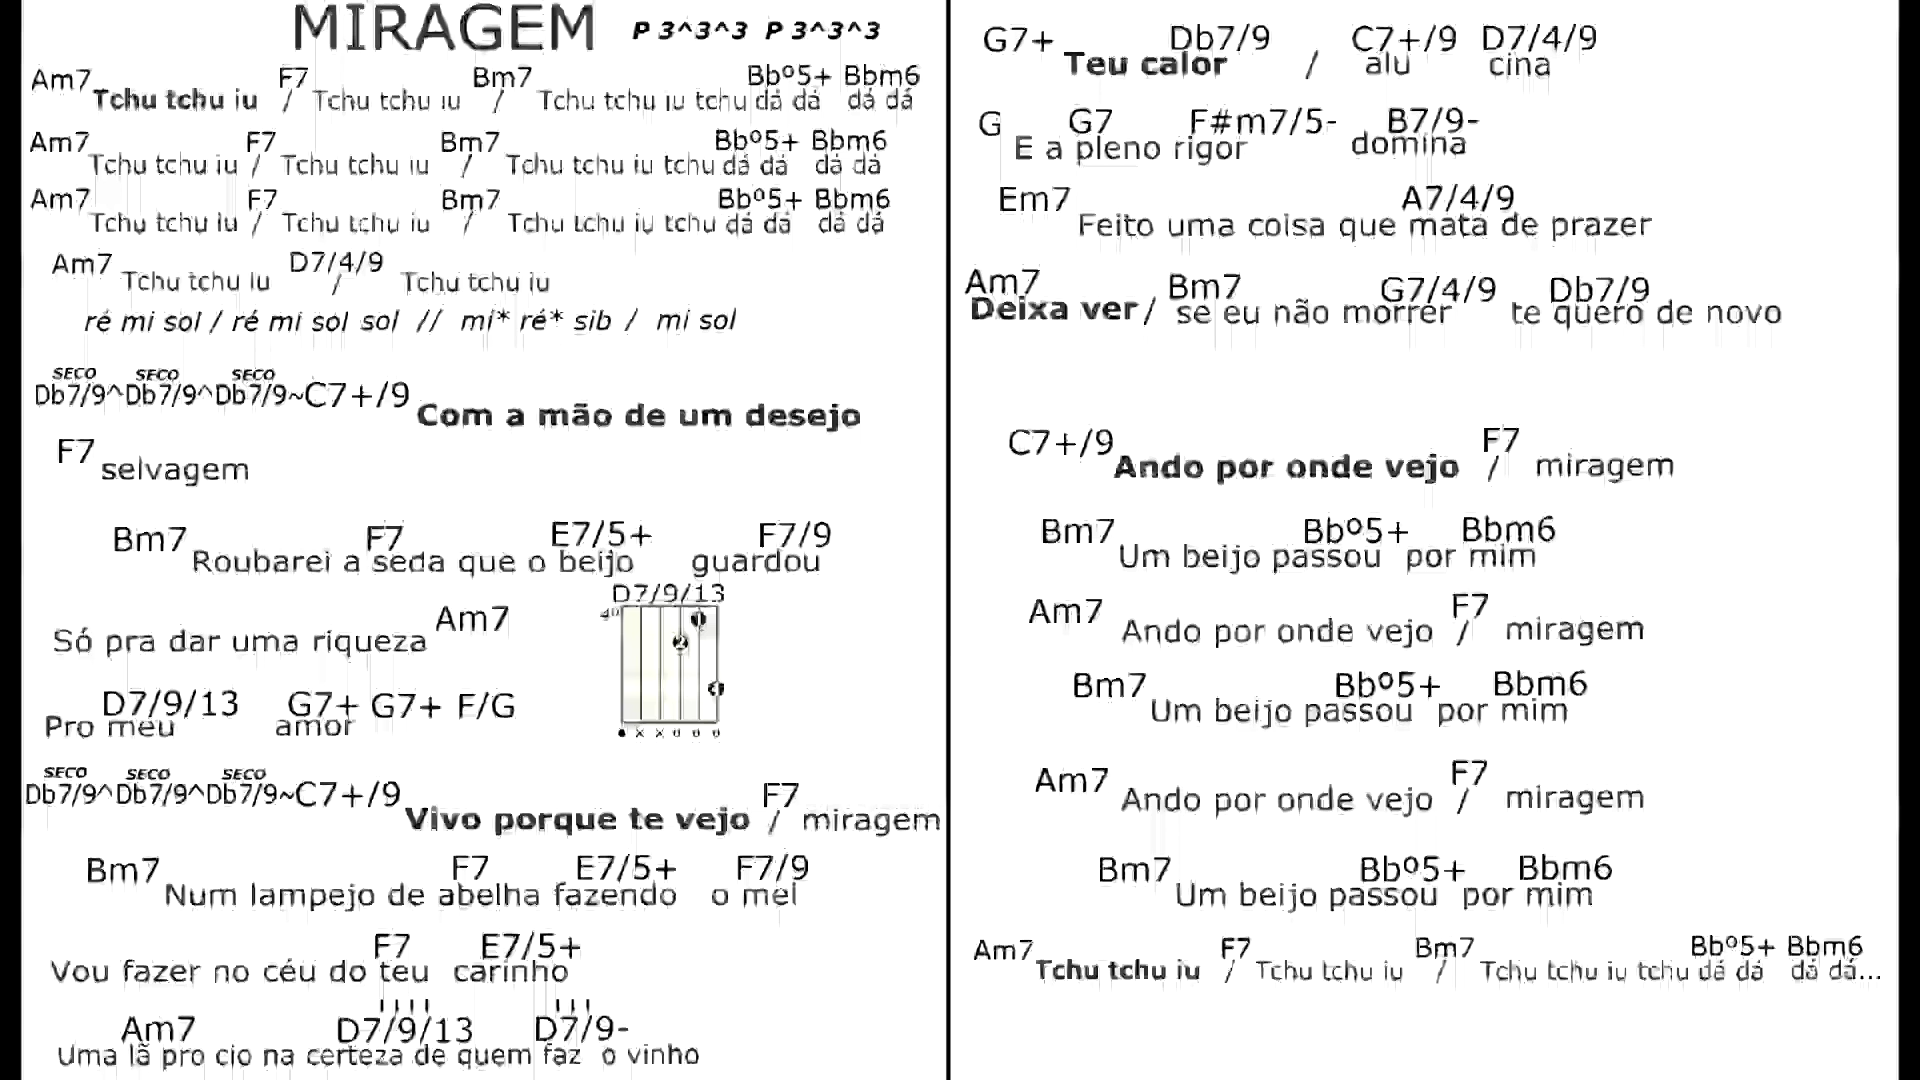 MIRAGEM P 3^3^3 P 3^3^3
Am7 F7 Bm7 Bbº5+ Bbm6
Tchu tchu iu / Tchu tchu iu / Tchu tchu iu tchu dá dá dá dá
Am7 F7 Bm7 Bbº5+ Bbm6
Tchu tchu iu / Tchu tchu iu / Tchu tchu iu tchu dá dá dá dá
Am7 F7 Bm7 Bbº5+ Bbm6
Tchu tchu iu / Tchu tchu iu / Tchu tchu iu tchu dá dá dá dá
Am7 D7/4/9
Tchu tchu iu / Tchu tchu iu
ré mi sol / ré mi sol sol // mi* ré* sib / mi sol
SECO SECO SECO
Db7/9^Db7/9^Db7/9~C7+/9
Com a mão de um desejo
F7
selvagem
Bm7 F7 E7/5+ F7/9
Roubarei a seda que o beijo guardou
D7/9/13
4º
1
2
4
x x o o o
Am7
Só pra dar uma riqueza
D7/9/13 G7+ G7+ F/G
Pro meu amor
SECO SECO SECO
Db7/9^Db7/9^Db7/9~C7+/9 F7
Vivo porque te vejo / miragem
Bm7 F7 E7/5+ F7/9
Num lampejo de abelha fazendo o mel
F7 E7/5+
Vou fazer no céu do teu carinho
Am7 D7/9/13 D7/9-
Uma lã pro cio na certeza de quem faz o vinho
G7+ Db7/9 C7+/9 D7/4/9
Teu calor / alu cina
G G7 F#m7/5- B7/9-
E a pleno rigor domina
Em7 A7/4/9
Feito uma coisa que mata de prazer
Am7 Bm7 G7/4/9 Db7/9
Deixa ver / se eu não morrer te quero de novo
C7+/9 F7
Ando por onde vejo / miragem
Bm7 Bbº5+ Bbm6
Um beijo passou por mim
Am7 F7
Ando por onde vejo / miragem
Bm7 Bbº5+ Bbm6
Um beijo passou por mim
Am7 F7
Ando por onde vejo / miragem
Bm7 Bbº5+ Bbm6
Um beijo passou por mim
Am7 F7 Bm7 Bbº5+ Bbm6
Tchu tchu iu / Tchu tchu iu / Tchu tchu iu tchu dá dá dá dá...